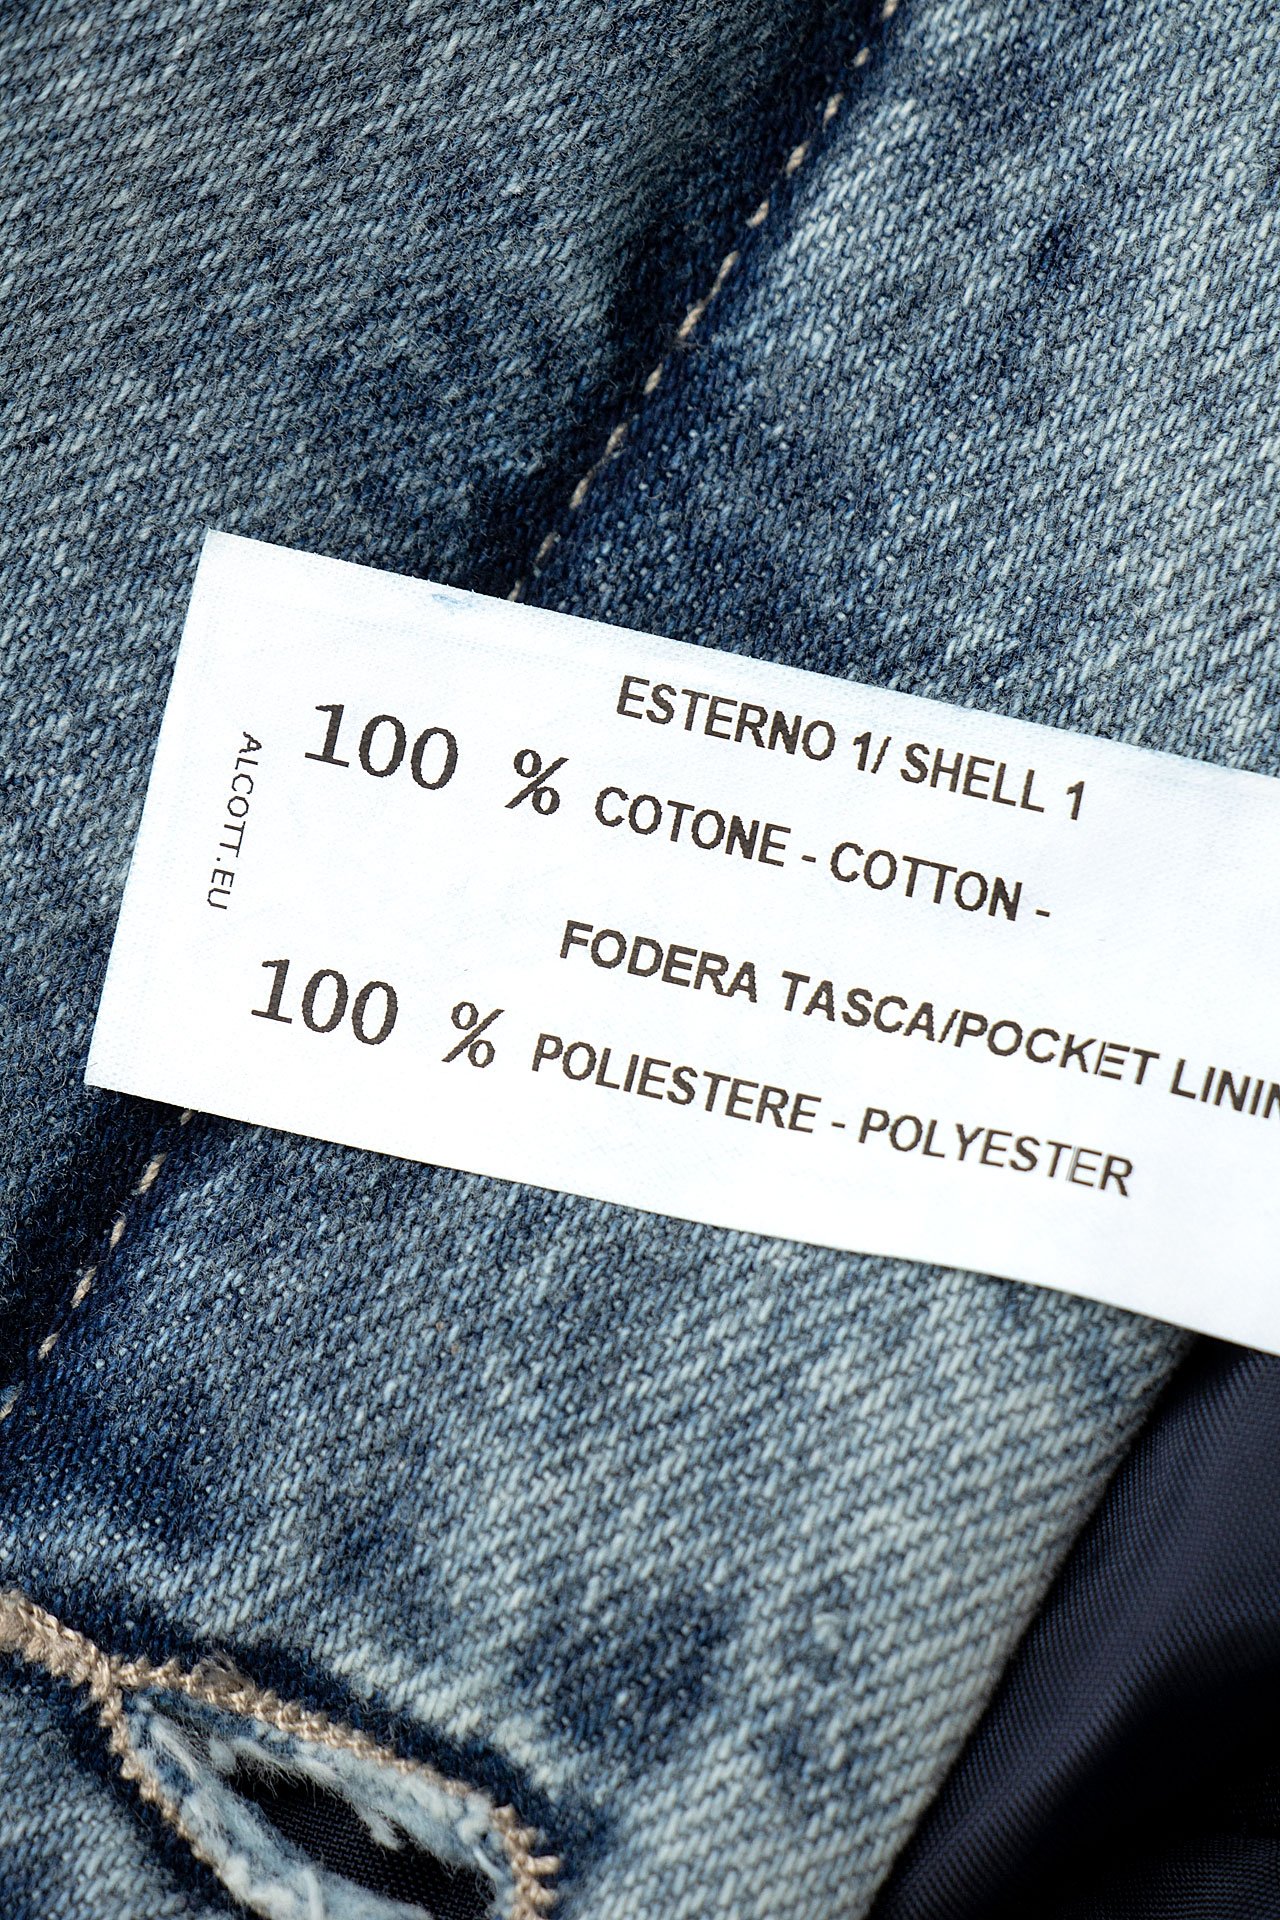 ESTERNO 1/ SHELL 1
100 % COTONE - COTTON -
FODERA TASCA/POCKET
100 % POLIESTERE - POLYESTER
ALCOTT.EU